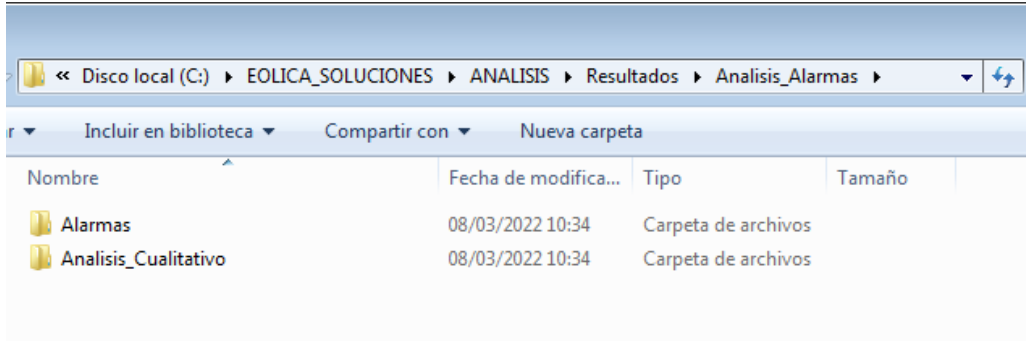 « Disco local (C:) ▸ EOLICA_SOLUCIONES ▸ ANALISIS ▸ Resultados ▸ Analisis_Alarmas ▸
r Incluir en biblioteca Compartir con Nueva carpeta
Nombre Fecha de modifica... Tipo Tamaño
Alarmas 08/03/2022 10:34 Carpeta de archivos
Analisis_Cualitativo 08/03/2022 10:34 Carpeta de archivos